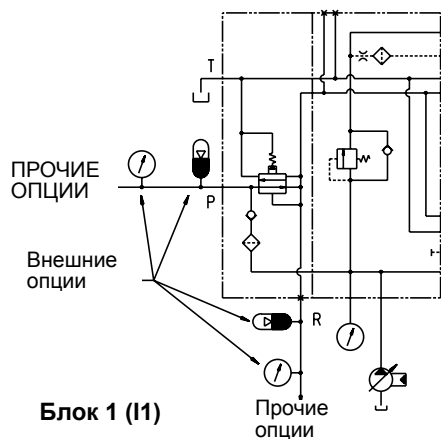 T
ПРОЧИЕ
ОПЦИИ
P
Внешние
опции
R
Блок 1 (I1)
Прочие
опции